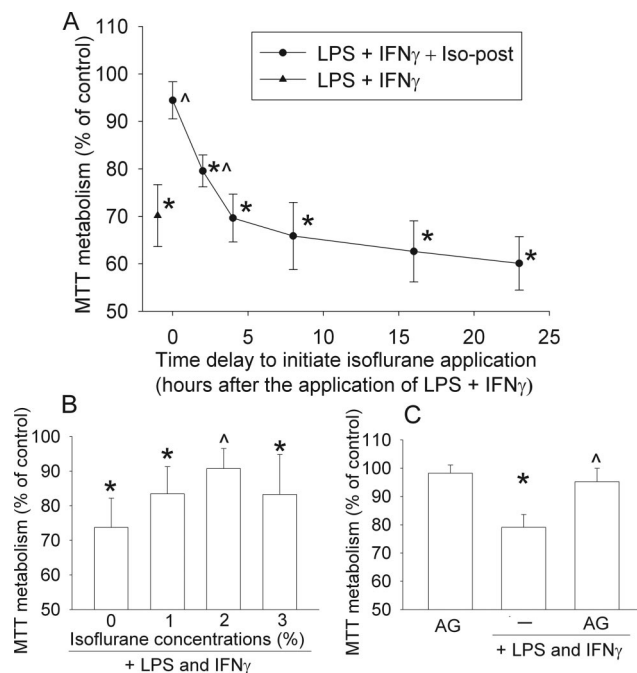 A
MTT metabolism (% of control)
110
100
90
80
70
60
50
LPS + IFNγ + Iso-post
LPS + IFNγ
^
*^
*
*
*
*
*
0 5 10 15 20 25
Time delay to initiate isoflurane application
(hours after the application of LPS + IFNγ)
B
MTT metabolism (% of control)
100
90
80
70
60
50
* * ^ *
0 1 2 3
Isoflurane concentrations (%)
+ LPS and IFNγ
C
MTT metabolism (% of control)
110
100
90
80
70
60
50
* ^
AG — AG
+ LPS and IFNγ